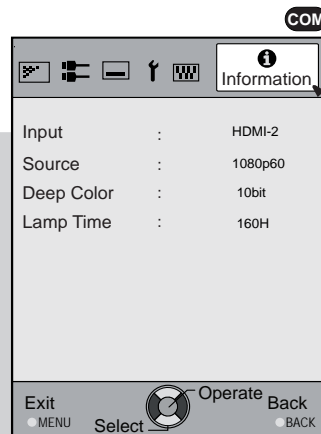 COM
Information
Input : HDMI-2
Source : 1080p60
Deep Color : 10bit
Lamp Time : 160H
Exit
MENU
Select
Operate
Back
BACK